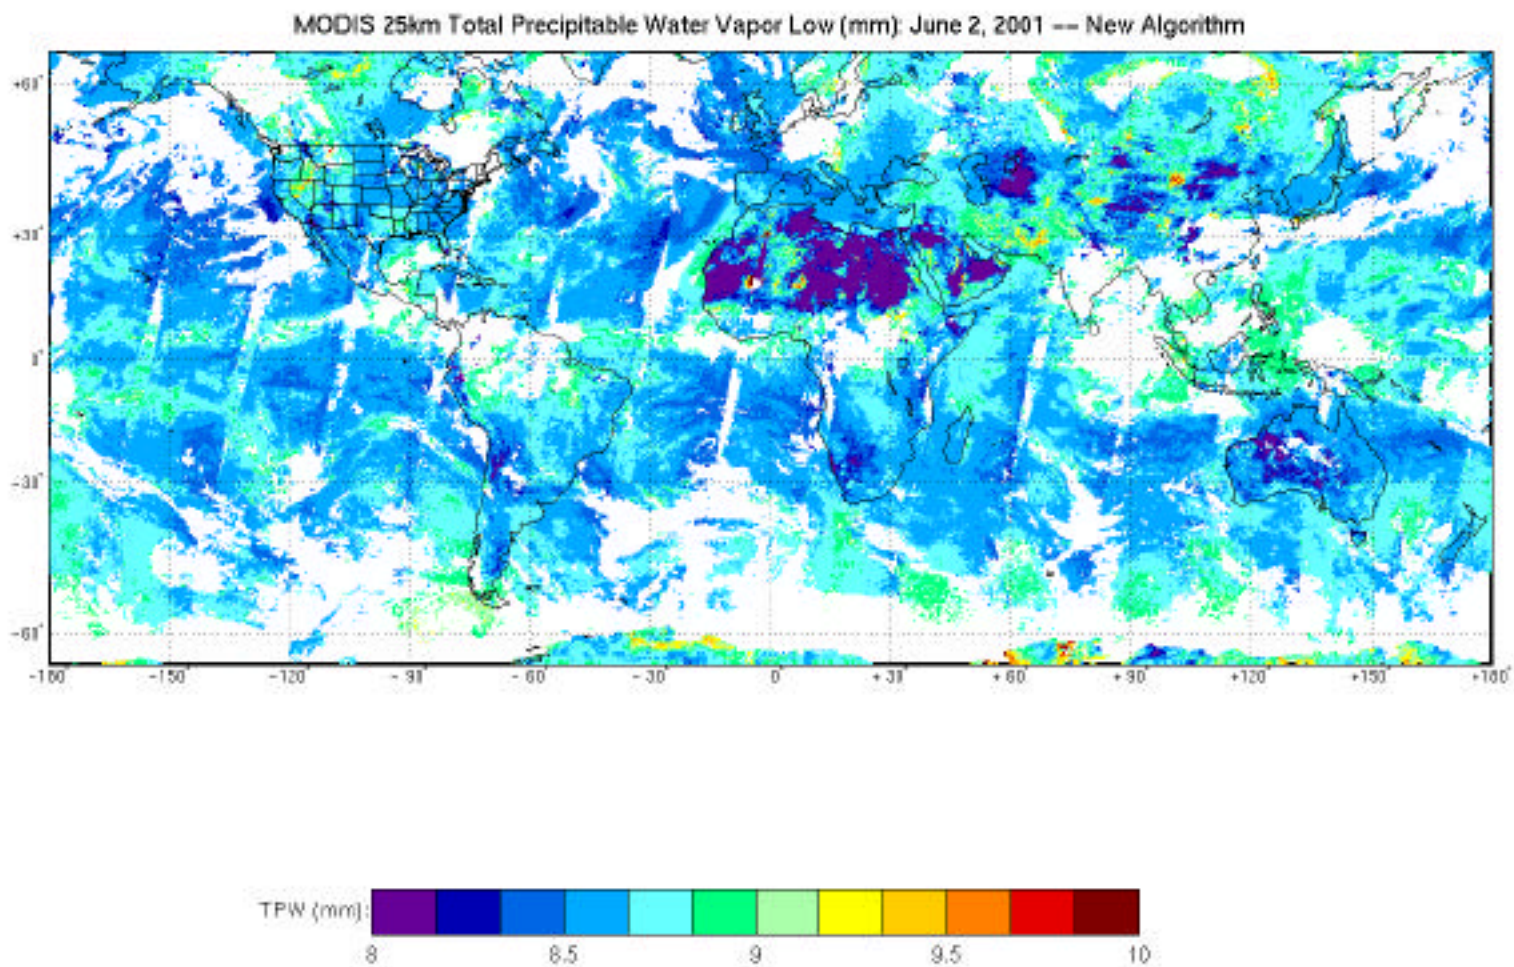 MODIS 25km Total Precipitable Water Vapor Low (mm): June 2, 2001 -- New Algorithm
+60°
+30°
0°
-30°
-60°
-180 -150 -120 -90 -60 -30 0 +30 +60 +90 +120 +150 +180
TPW (mm):
8 8.5 9 9.5 10